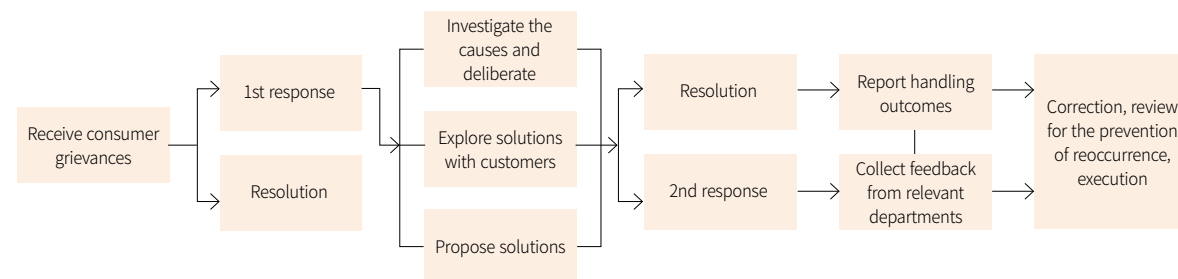 Receive consumer
grievances
1st response
Resolution
Investigate the
causes and
deliberate
Explore solutions
with customers
Propose solutions
Resolution
2nd response
Report handling
outcomes
Collect feedback
from relevant
departments
Correction, review
for the prevention
of reoccurrence,
execution